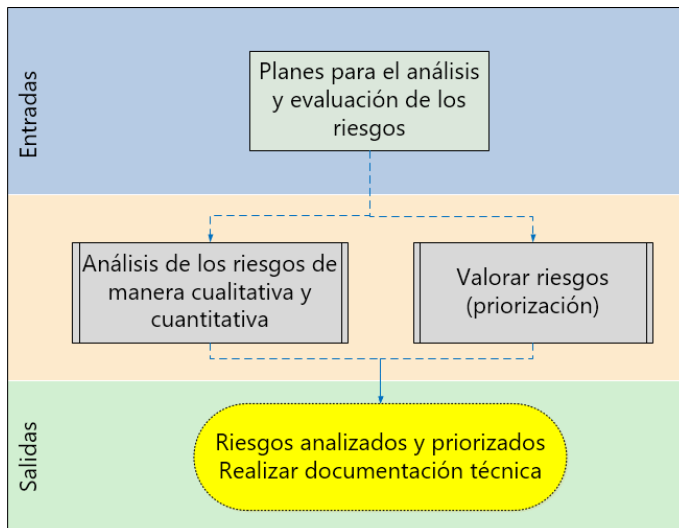 Entradas
Planes para el análisis
y evaluación de los
riesgos
Análisis de los riesgos de
manera cualitativa y
cuantitativa
Valorar riesgos
(priorización)
Salidas
Riesgos analizados y priorizados
Realizar documentación técnica